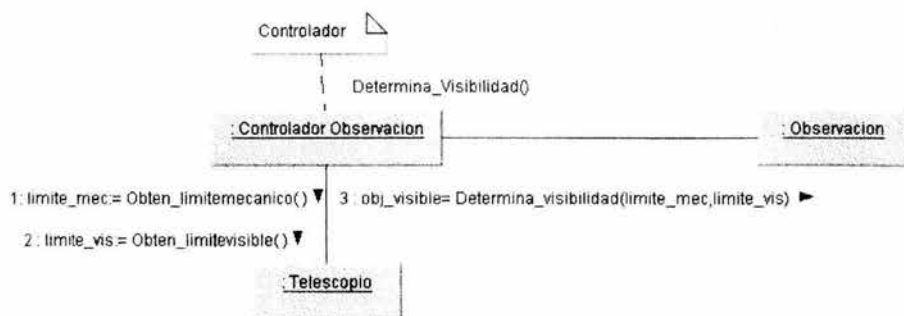 Controlador
Determina_Visibilidad()
: Controlador Observacion
: Observacion
1: limite_mec:= Obten_limitemecanico()
3 : obj_visible= Determina_visibilidad(limite_mec,limite_vis)
2 : limite_vis:= Obten_limitevisible()
: Telescopio